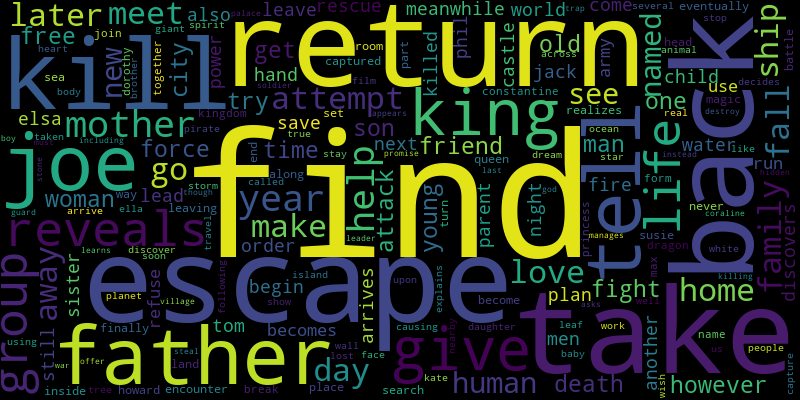 later
meet
also
leave
rescue
meanwhile
world
come
several
eventually
palace
trap
stop
free
heart
join
new
giant
spirit
power
get
room
across
phil
killed
castle
old
army
named
head
animal
ship
battle
kill
return
back
sea
body
dorothy
brother
together
city
hand
captured
part
film
soldier
appears
try
attempt
king
constantine
jack
see
child
use
magic
decides
destroy
fall
elsa
mother
kingdom
pirate
save
set
true
son
realizes
ocean
one
real
boy
taken
including
force
time
end
stay
promise
next
friend
queen
last
dream
god
man
star
water
like
instead
joe
find
tell
life
run
hidden
stone
dust
go
storm
along
called
help
attack
young
turn
parent
night
fire
form
never
coraline
woman
way
lead
year
guard
arrive
ella
leaving
though
travel
make
leader
princess
manages
susie
dragon
white
family
discovers
reveals
learns
discover
soon
order
explains
love
max
killing
group
away
sister
escape
planet
village
refuse
following
begin
island
show
arrives
upon
become
plan
fight
asks
well
home
still
father
finally
tom
becomes
wall
lost
face
causing
nearby
daughter
give
take
leaf
men
baby
work
another
name
us
people
using
war
offer
steal
land
day
kate
human
death
however
wish
capture
inside
tree
howard
encounter
break
place
search